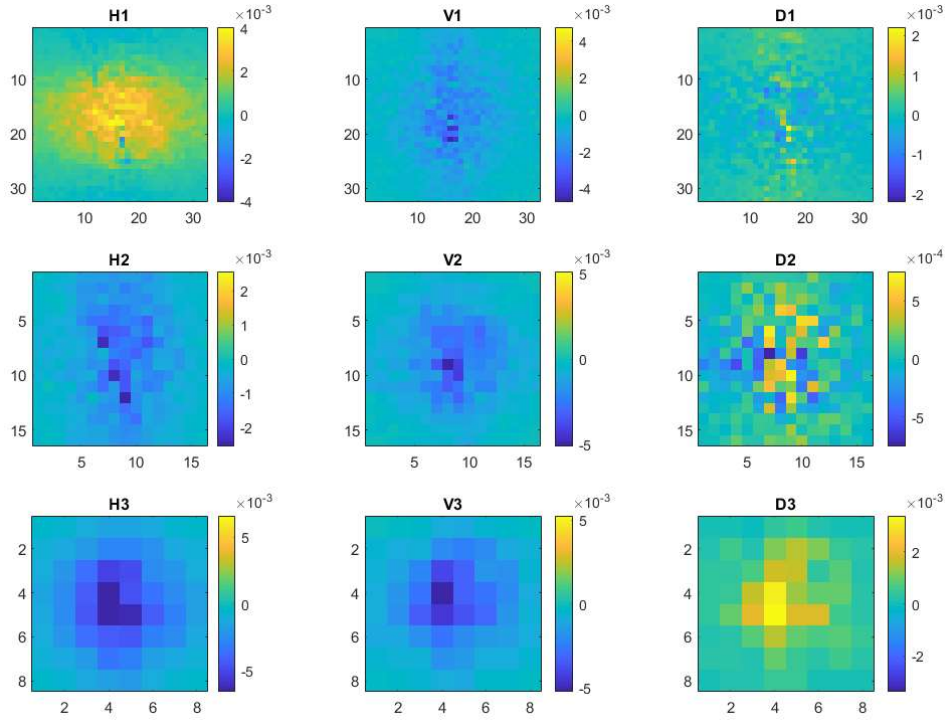 H1 V1 D1
×10⁻³ ×10⁻³ ×10⁻³
10 20 30 4 2 0 -2 -4 10 20 30 4 2 0 -2 -4 10 20 30 2 1 0 -1 -2
10 20 30 10 20 30 10 20 30
H2 V2 D2
×10⁻³ ×10⁻³ ×10⁻⁴
5 10 15 2 1 0 -1 -2 5 10 15 5 0 -5 5 10 15 5 0 -5
5 10 15 5 10 15 5 10 15
H3 V3 D3
×10⁻³ ×10⁻³ ×10⁻³
2 4 6 8 5 0 -5 2 4 6 8 5 0 -5 2 4 6 8 2 0 -2
2 4 6 8 2 4 6 8 2 4 6 8